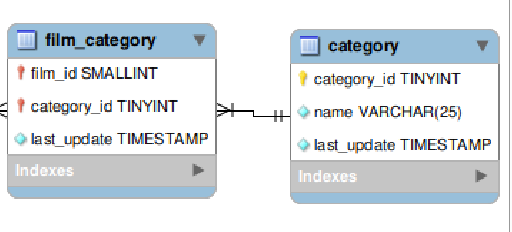 film_category
film_id SMALLINT
category_id TINYINT
last_update TIMESTAMP
Indexes
category
category_id TINYINT
name VARCHAR(25)
last_update TIMESTAMP
Indexes